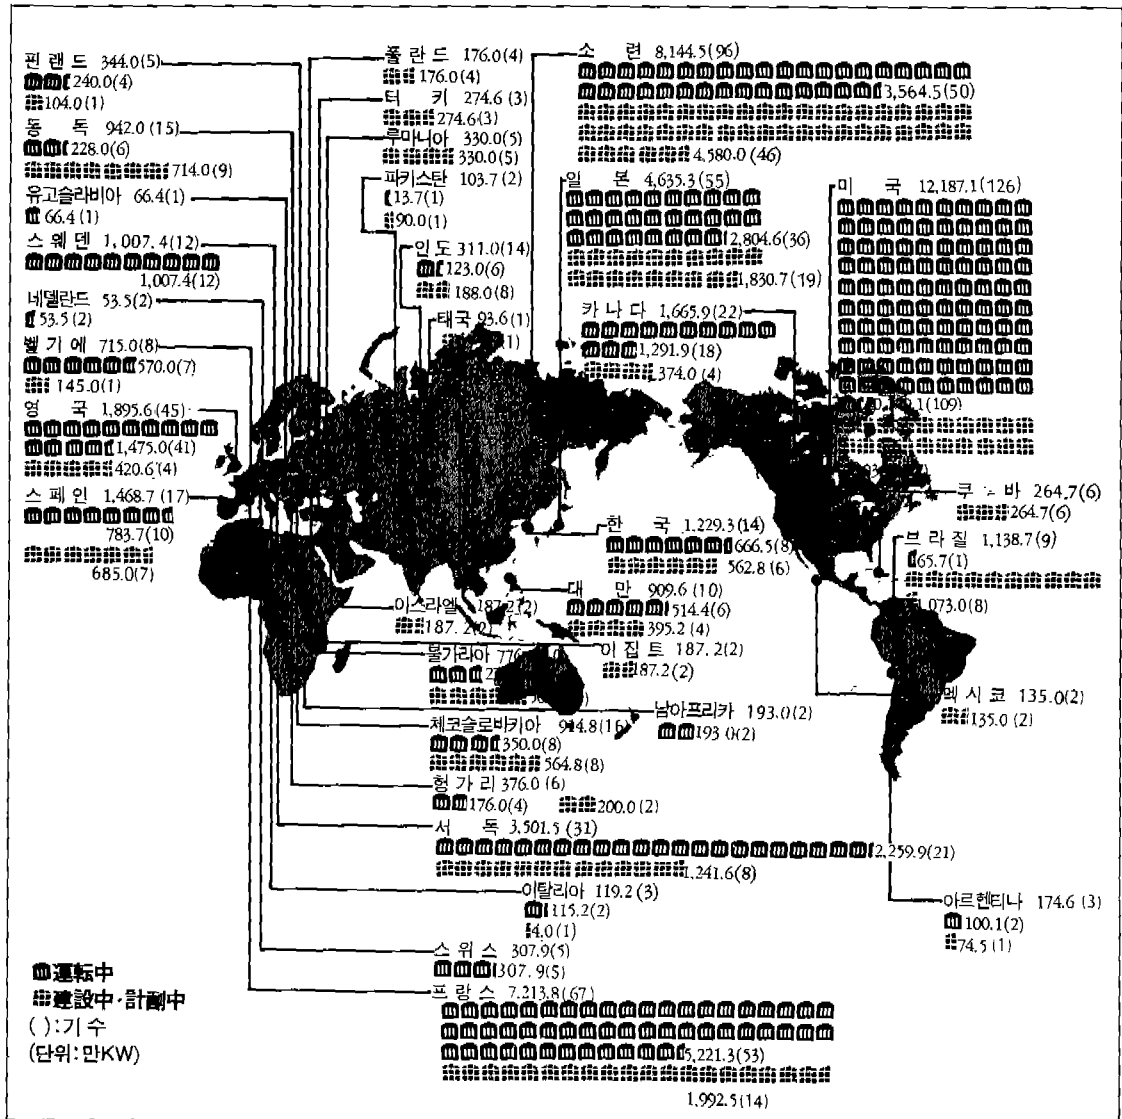 핀 랜 드 344.0(5)
240.0(4)
104.0(1)
동 독 942.0(15)
228.0(6)
714.0(9)
유고슬라비아 66.4(1)
66.4(1)
스 웨 덴 1,007.4(12)
1,007.4(12)
네델란드 53.5(2)
53.5(2)
벨 기 에 715.0(8)
570.0(7)
145.0(1)
영 국 1,895.6(45)
1,475.0(41)
420.6(4)
스 페 인 1,468.7(17)
783.7(10)
685.0(7)
폴 란 드 176.0(4)
176.0(4)
터 키 274.6(3)
274.6(3)
루마니아 330.0(5)
330.0(5)
파키스탄 103.7(2)
13.7(1)
90.0(1)
인 도 311.0(14)
123.0(6)
188.0(8)
태국 93.6(1)
소 련 8,144.5(96)
3,564.5(50)
4,580.0(46)
일 본 4,635.3(55)
2,804.6(36)
1,830.7(19)
카 나 다 1,665.9(22)
1,291.9(18)
374.0(4)
미 국 12,187.1(126)
쿠 바 264.7(6)
264.7(6)
브 라 질 1,138.7(9)
65.7(1)
1,073.0(8)
한 국 1.229.3(14)
666.5(8)
562.8(6)
대 만 909.6(10)
514.4(6)
395.2(4)
이스라엘 187.2(2)
187.2(2)
이 집 트 187.2(2)
187.2(2)
불가리아
멕 시 코 135.0(2)
135.0(2)
남아프리카 193.0(2)
193.0(2)
체코슬로바키아 914.8(16)
350.0(8)
564.8(8)
헝 가 리 376.0(6)
176.0(4) 200.0(2)
서 독 3,501.5(31)
2,259.9(21)
1,241.6(8)
이탈리아 119.2(3)
115.2(2)
4.0(1)
아르헨티나 174.6(3)
100.1(2)
74.5(1)
스 위 스 307.9(5)
307.9(5)
프 랑 스 7.213.8(67)
5,221.3(53)
1,992.5(14)
運転中
建設中·計劃中
( ):기 수
(단위:만KW)